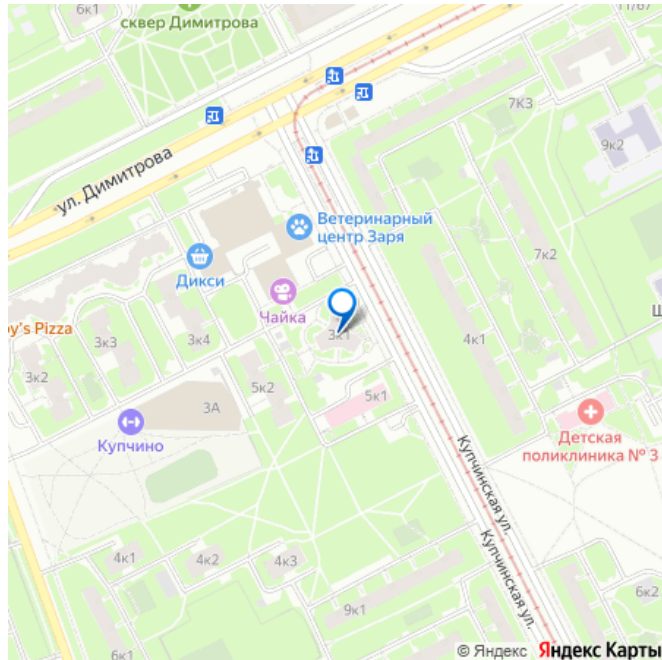 6к1
11/67
сквер Димитрова
7К3
9к2
ул. Димитрова
Ветеринарный
центр Заря
7к2
Дикси
Чайка
y's Pizza
3к3
3к4
3к1
4к1
3к2
5к2
5к1
3А
Купчино
Детская
поликлиника № 3
Купчинская ул.
4к1
4к2
4к3
Купчинская ул.
9к1
6к2
6к1
© Яндекс Яндекс Карты